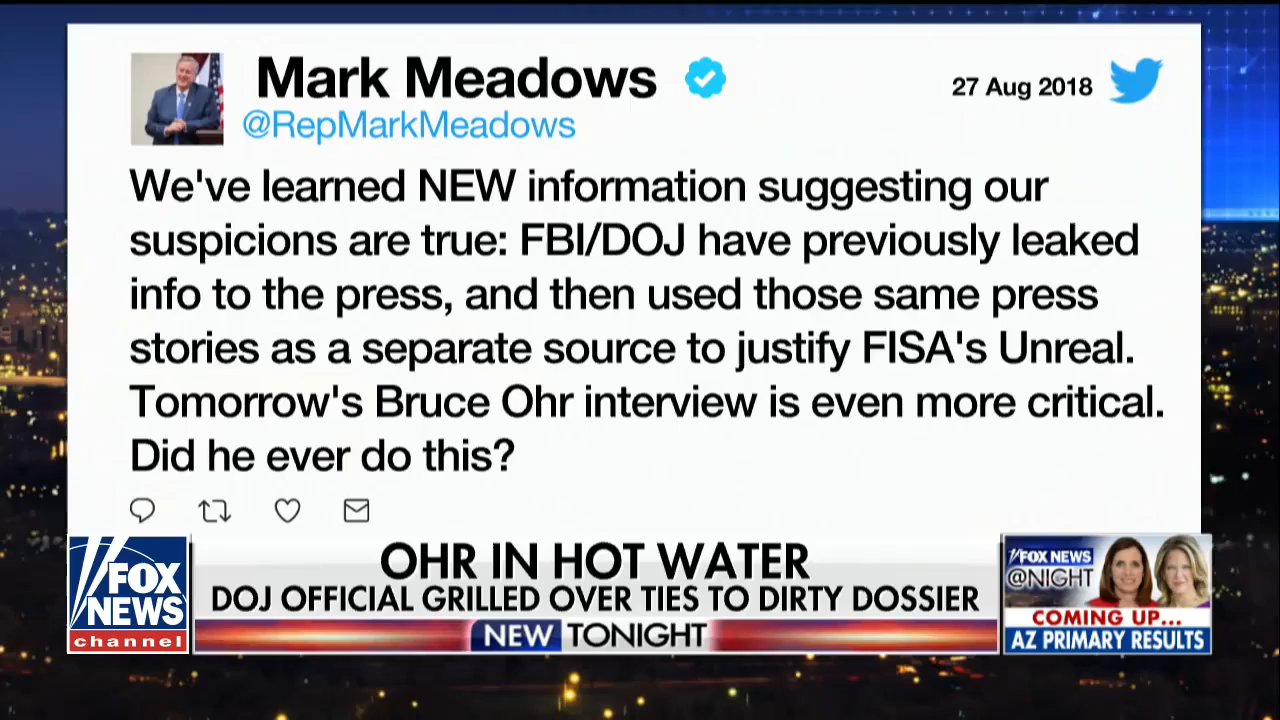 Mark Meadows
27 Aug 2018
@RepMarkMeadows
We've learned NEW information suggesting our
suspicions are true: FBI/DOJ have previously leaked
info to the press, and then used those same press
stories as a separate source to justify FISA's Unreal.
Tomorrow's Bruce Ohr interview is even more critical.
Did he ever do this?
FOX
NEWS
channel
OHR IN HOT WATER
DOJ OFFICIAL GRILLED OVER TIES TO DIRTY DOSSIER
NEW TONIGHT
FOX NEWS
@NIGHT
COMING UP...
AZ PRIMARY RESULTS